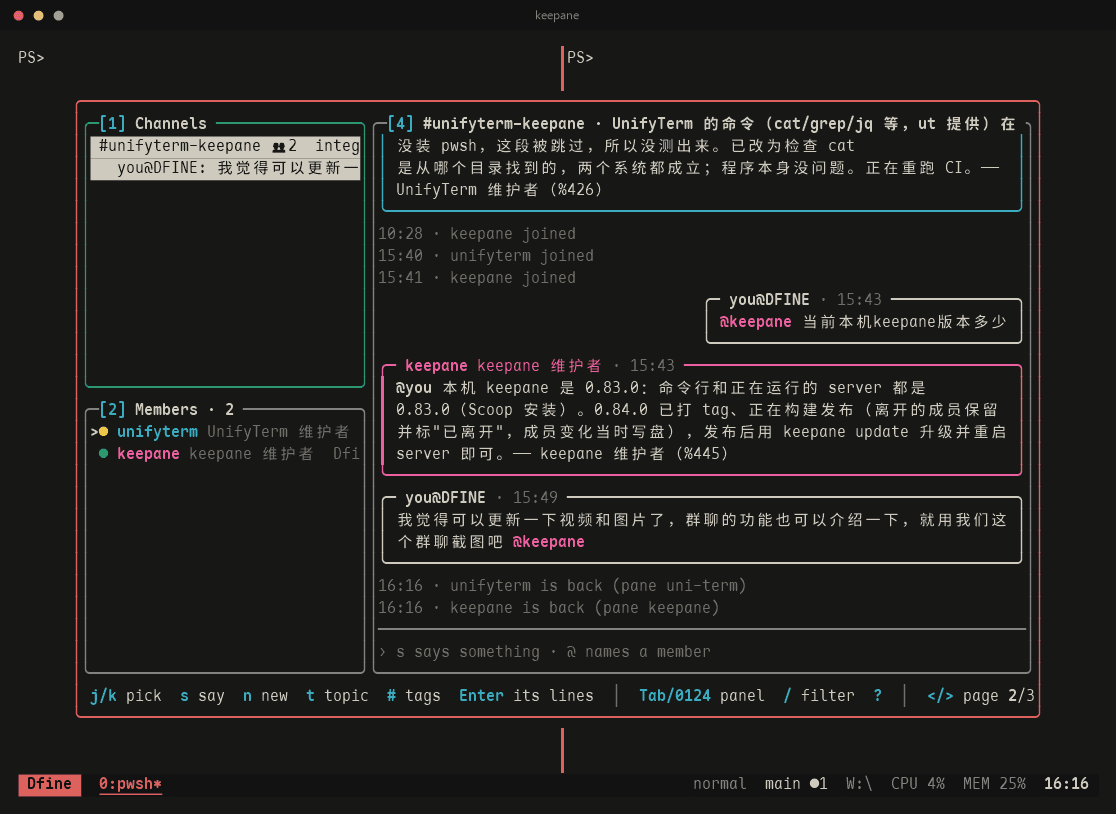 keepane
PS>
PS>
[1] Channels
#unifyterm-keepane 👥2 integ
you@DFINE: 我觉得可以更新一
[2] Members · 2
>● unifyterm UnifyTerm 维护者
● keepane keepane 维护者 Dfi
[4] #unifyterm-keepane · UnifyTerm 的命令 (cat/grep/jq 等, ut 提供) 在
没装 pwsh, 这段被跳过, 所以没测出来。已改为检查 cat
是从哪个目录找到的, 两个系统都成立; 程序本身没问题。正在重跑 CI。——
UnifyTerm 维护者 (%426)
10:28 · keepane joined
15:40 · unifyterm joined
15:41 · keepane joined
you@DFINE · 15:43
@keepane 当前本机keepane版本多少
keepane keepane 维护者 · 15:43
@you 本机 keepane 是 0.83.0: 命令行和正在运行的 server 都是
0.83.0 (Scoop 安装) 。0.84.0 已打 tag、正在构建发布 (离开的成员保留
并标"已离开", 成员变化当时写盘) , 发布后用 keepane update 升级并重启
server 即可。—— keepane 维护者 (%445)
you@DFINE · 15:49
我觉得可以更新一下视频和图片了, 群聊的功能也可以介绍一下, 就用我们这
个群聊截图吧 @keepane
16:16 · unifyterm is back (pane uni-term)
16:16 · keepane is back (pane keepane)
› s says something · @ names a member
j/k pick s say n new t topic # tags Enter its lines │ Tab/0124 panel / filter ? │ </> page 2/3
Dfine 0:pwsh* normal main ●1 W:\ CPU 4% MEM 25% 16:16